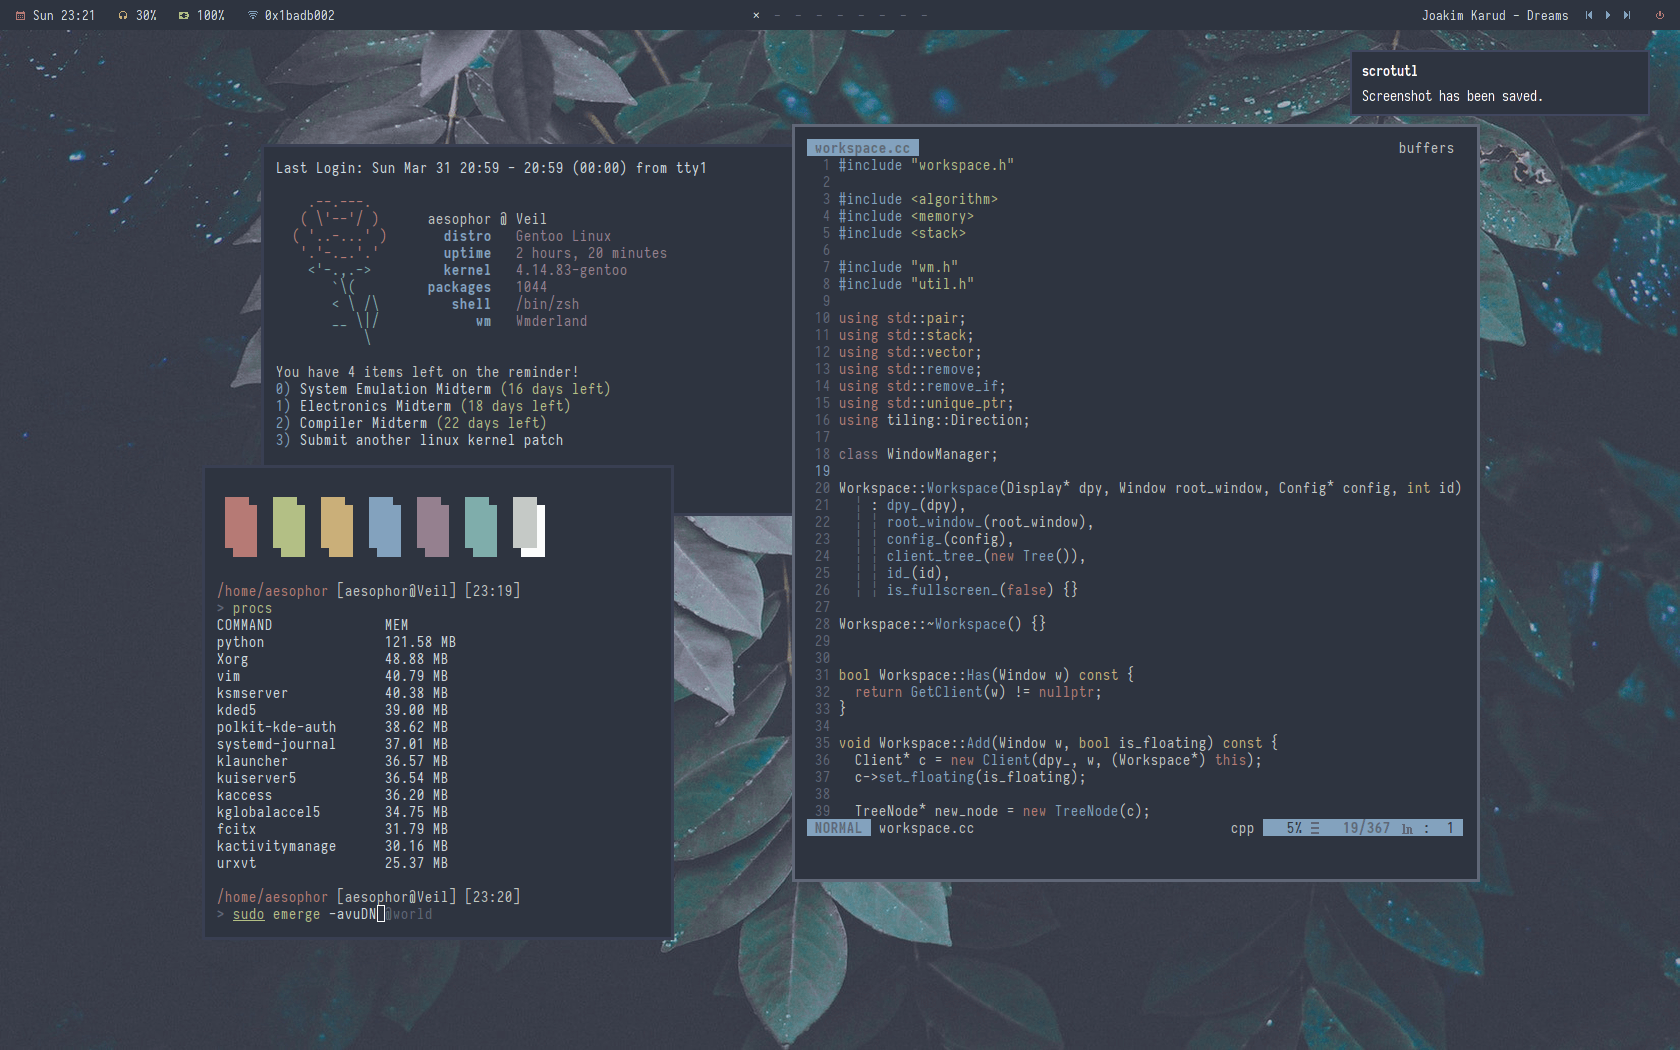 Sun 23:21 30% 100% 0x1badb002
× – – – – – – – –
Joakim Karud – Dreams
scrotutl
Screenshot has been saved.
Last Login: Sun Mar 31 20:59 - 20:59 (00:00) from tty1
aesophor @ Veil
distro Gentoo Linux
uptime 2 hours, 20 minutes
kernel 4.14.83-gentoo
packages 1044
shell /bin/zsh
wm Wmderland
You have 4 items left on the reminder!
0) System Emulation Midterm (16 days left)
1) Electronics Midterm (18 days left)
2) Compiler Midterm (22 days left)
3) Submit another linux kernel patch
/home/aesophor [aesophor@Veil] [23:19]
> procs
COMMAND MEM
python 121.58 MB
Xorg 48.88 MB
vim 40.79 MB
ksmserver 40.38 MB
kded5 39.00 MB
polkit-kde-auth 38.62 MB
systemd-journal 37.01 MB
klauncher 36.57 MB
kuiserver5 36.54 MB
kaccess 36.20 MB
kglobalaccel5 34.75 MB
fcitx 31.79 MB
kactivitymanage 30.16 MB
urxvt 25.37 MB
/home/aesophor [aesophor@Veil] [23:20]
> sudo emerge -avuDN @world
workspace.cc buffers
1 #include "workspace.h"
2
3 #include <algorithm>
4 #include <memory>
5 #include <stack>
6
7 #include "wm.h"
8 #include "util.h"
9
10 using std::pair;
11 using std::stack;
12 using std::vector;
13 using std::remove;
14 using std::remove_if;
15 using std::unique_ptr;
16 using tiling::Direction;
17
18 class WindowManager;
19
20 Workspace::Workspace(Display* dpy, Window root_window, Config* config, int id)
21 : dpy_(dpy),
22 root_window_(root_window),
23 config_(config),
24 client_tree_(new Tree()),
25 id_(id),
26 is_fullscreen_(false) {}
27
28 Workspace::~Workspace() {}
29
30
31 bool Workspace::Has(Window w) const {
32 return GetClient(w) != nullptr;
33 }
34
35 void Workspace::Add(Window w, bool is_floating) const {
36 Client* c = new Client(dpy_, w, (Workspace*) this);
37 c->set_floating(is_floating);
38
39 TreeNode* new_node = new TreeNode(c);
NORMAL workspace.cc cpp 5% ☰ 19/367 ln : 1